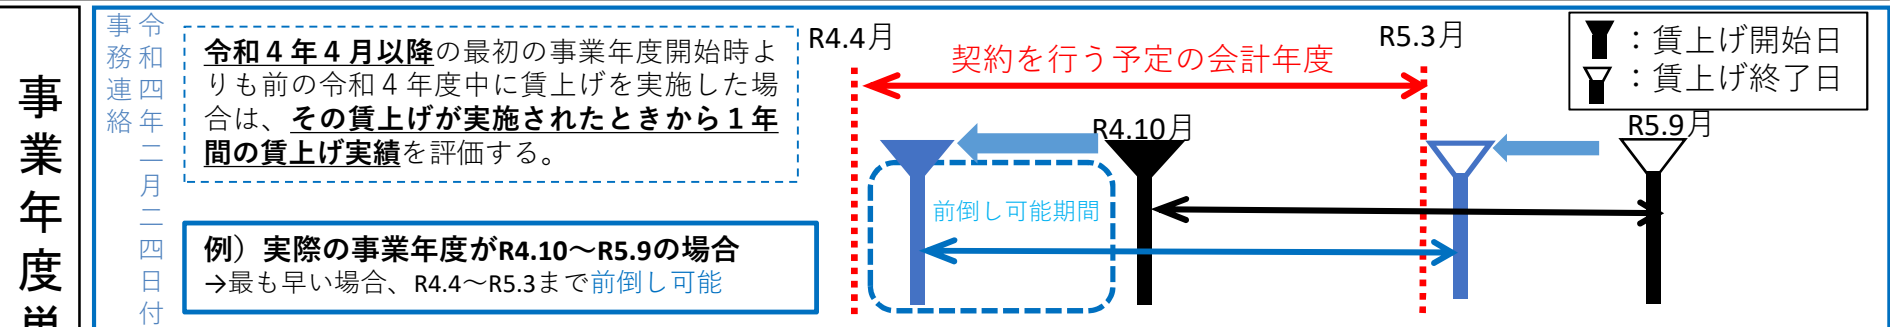 事業年度単
令和四年二月二四日付
事務連絡
令和４年４月以降の最初の事業年度開始時よ
りも前の令和４年度中に賃上げを実施した場
合は、その賃上げが実施されたときから１年
間の賃上げ実績を評価する。
例）実際の事業年度がR4.10～R5.9の場合
→最も早い場合、R4.4～R5.3まで前倒し可能
R4.4月
契約を行う予定の会計年度
R5.3月
：賃上げ開始日
：賃上げ終了日
R4.10月
R5.9月
前倒し可能期間